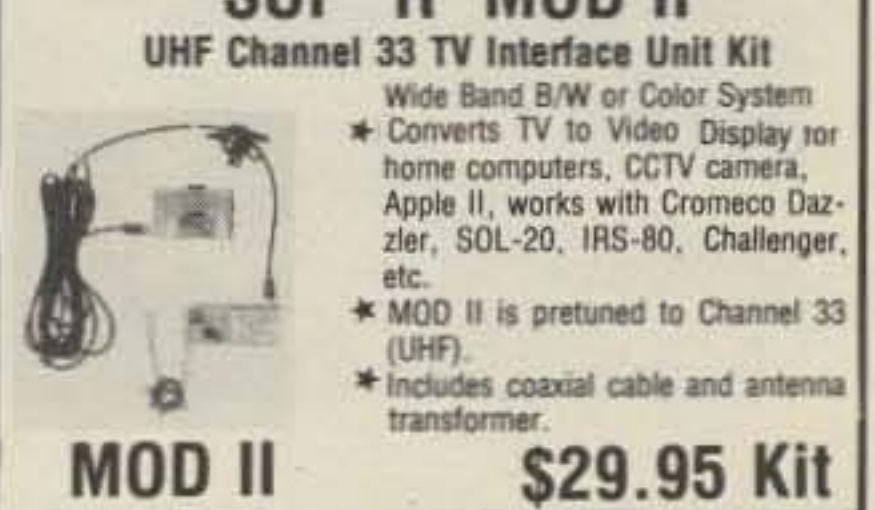 MOD II
UHF Channel 33 TV Interface Unit Kit
Wide Band B/W or Color System
★ Converts TV to Video Display for
home computers, CCTV camera,
Apple II, works with Cromeco Daz-
zler, SOL-20, IRS-80, Challenger,
etc.
★ MOD II is pretuned to Channel 33
(UHF).
★ Includes coaxial cable and antenna
transformer.
MOD II $29.95 Kit